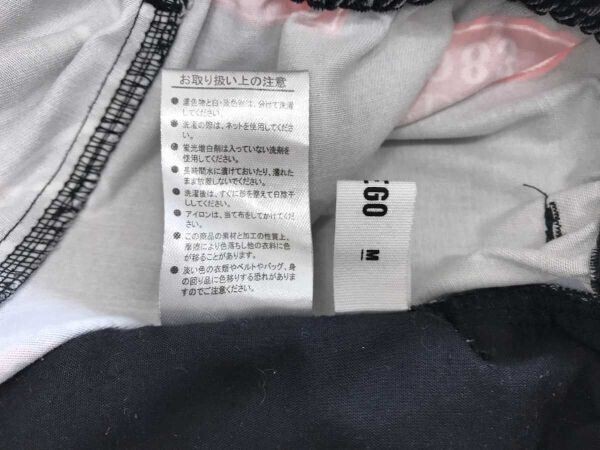 お取り扱い上の注意
●濃色物と白・淡色物は、分けて洗濯
してください。
●洗濯の際は、ネットを使用してくださ
い。
●蛍光増白剤は入っていない洗剤を
使用してください。
●長時間水に漬けておいたり、濡れた
まま放置しないでください。
●洗濯後は、すぐに形を整えて日陰干
ししてください。
●アイロンは、当て布をしてかけてください。
●この商品の素材と加工の性質上、
摩擦により色落ちし他の衣料に色
が移ることがあります。
●淡い色の衣類やベルトやバッグ、身
の回り品に色移りする恐れがありま
すのでご注意ください。
EGO
M
83